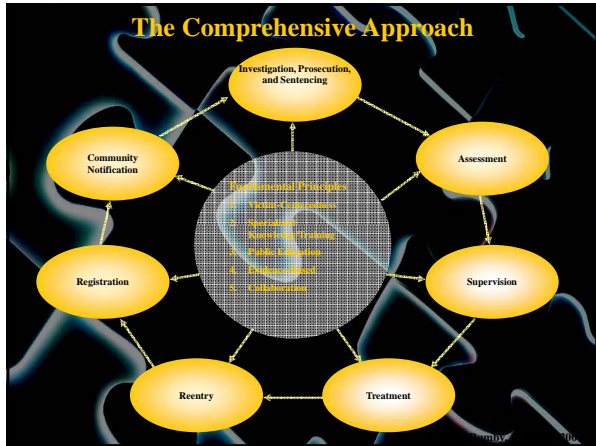 The Comprehensive Approach
Investigation, Prosecution,
and Sentencing
Community
Notification
Assessment
Fundamental Principles
1. Victim-Centeredness
2. Specialized
Knowledge/Training
3. Public Education
4. Evidence-Based
5. Collaboration
Registration
Supervision
Reentry
Treatment